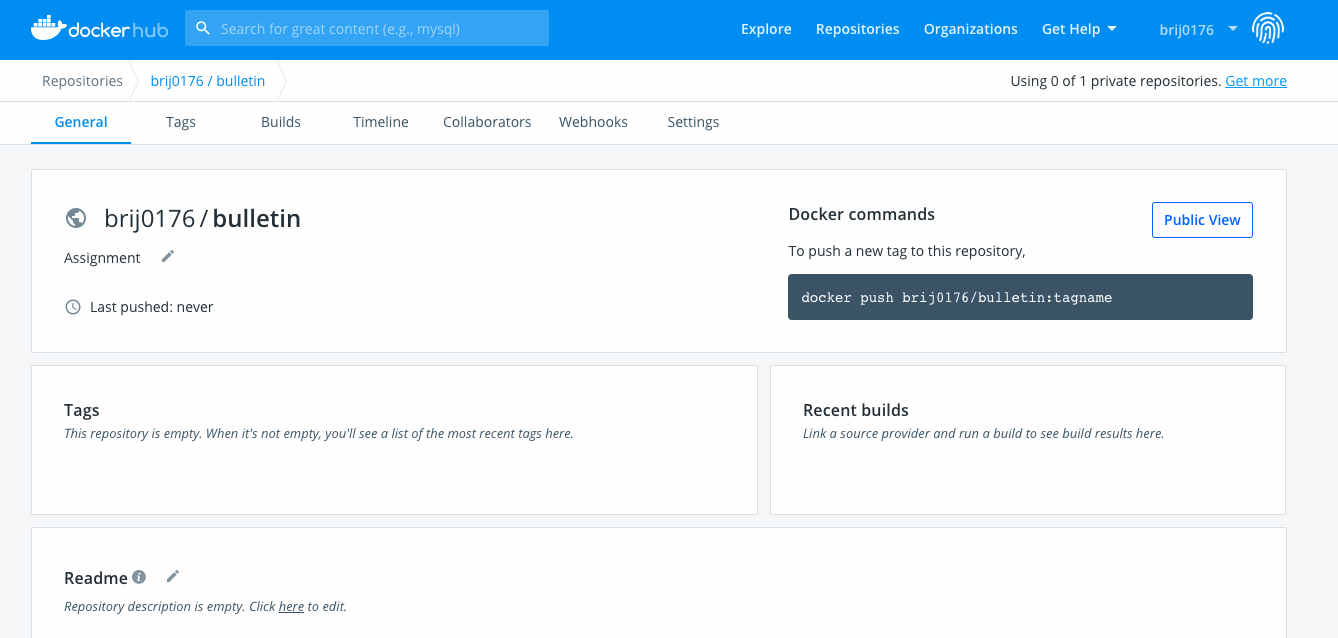 docker hub
Search for great content (e.g., mysql)
Explore Repositories Organizations Get Help brij0176
Repositories brij0176 / bulletin Using 0 of 1 private repositories. Get more
General Tags Builds Timeline Collaborators Webhooks Settings
brij0176 / bulletin
Assignment
Last pushed: never
Docker commands
Public View
To push a new tag to this repository,
docker push brij0176/bulletin:tagname
Tags
This repository is empty. When it's not empty, you'll see a list of the most recent tags here.
Recent builds
Link a source provider and run a build to see build results here.
Readme
Repository description is empty. Click here to edit.